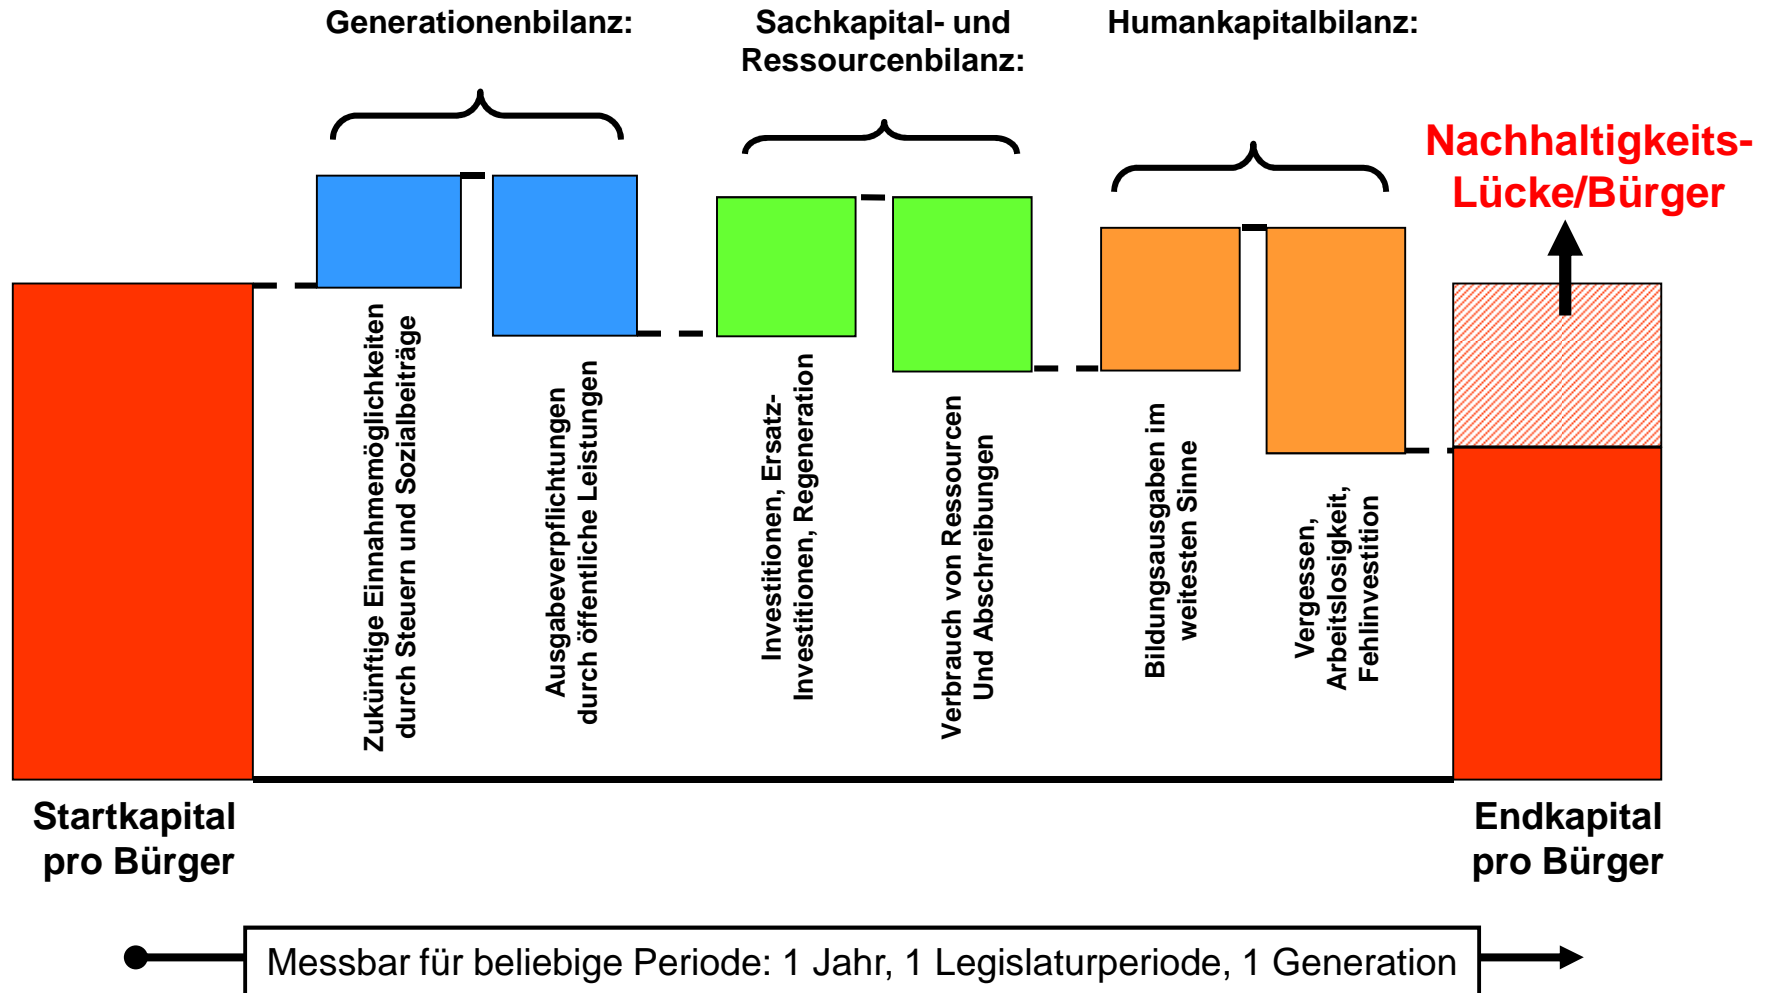 Generationenbilanz:
Sachkapital- und
Ressourcenbilanz:
Humankapitalbilanz:
Nachhaltigkeits-
Lücke/Bürger
Zukünftige Einnahmemöglichkeiten
durch Steuern und Sozialbeiträge
Ausgabeverpflichtungen
durch öffentliche Leistungen
Investitionen, Ersatz-
Investitionen, Regeneration
Verbrauch von Ressourcen
Und Abschreibungen
Bildungsausgaben im
weitesten Sinne
Vergessen,
Arbeitslosigkeit,
Fehlinvestition
Startkapital
pro Bürger
Endkapital
pro Bürger
Messbar für beliebige Periode: 1 Jahr, 1 Legislaturperiode, 1 Generation